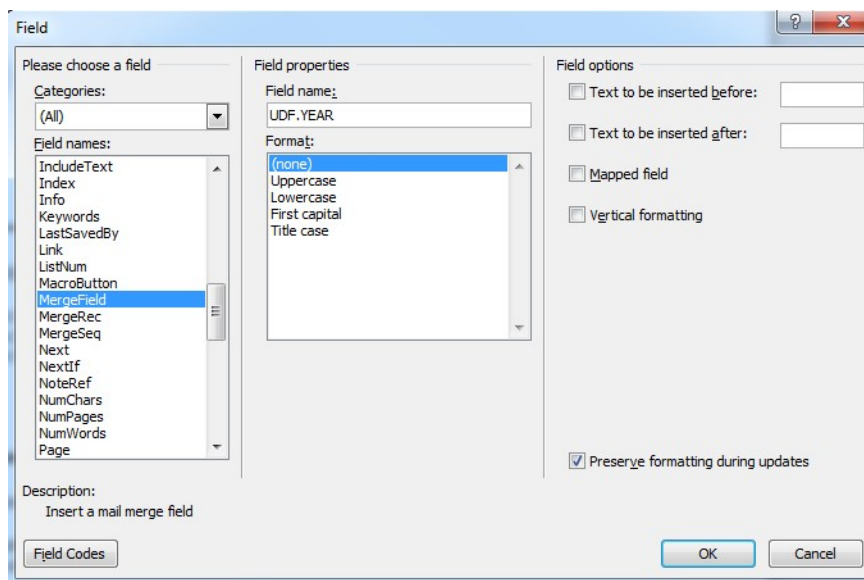 Field
Please choose a field
Categories:
(All)
Field names:
IncludeText
Index
Info
Keywords
LastSavedBy
Link
ListNum
MacroButton
MergeField
MergeRec
MergeSeq
Next
NextIf
NoteRef
NumChars
NumPages
NumWords
Page
Field properties
Field name:
UDF.YEAR
Format:
(none)
Uppercase
Lowercase
First capital
Title case
Field options
Text to be inserted before:
Text to be inserted after:
Mapped field
Vertical formatting
Preserve formatting during updates
Description:
Insert a mail merge field
Field Codes
OK
Cancel